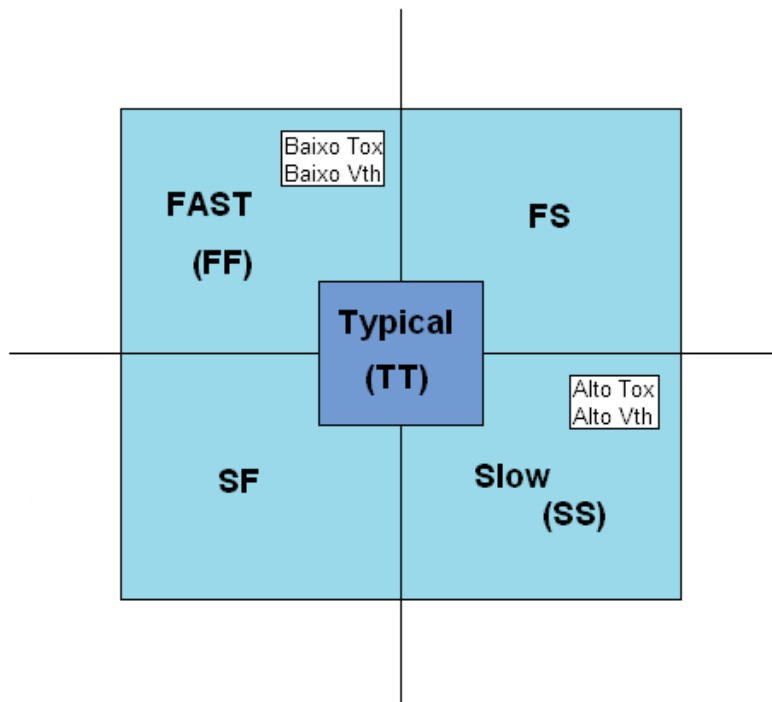 Baixo Tox
Baixo Vth
FAST
(FF)
FS
Typical
(TT)
Alto Tox
Alto Vth
SF
Slow
(SS)